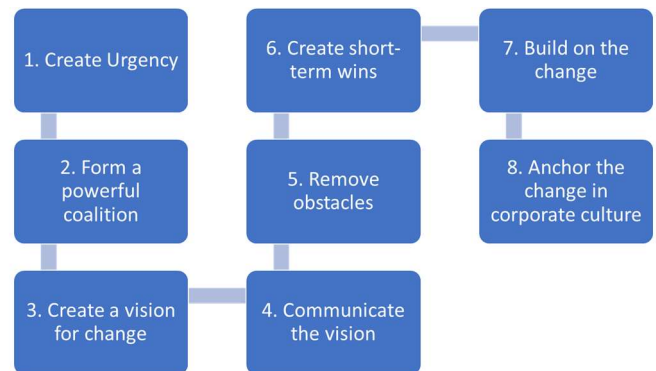 1. Create Urgency
2. Form a
powerful
coalition
3. Create a vision
for change
4. Communicate
the vision
5. Remove
obstacles
6. Create short-
term wins
7. Build on the
change
8. Anchor the
change in
corporate culture